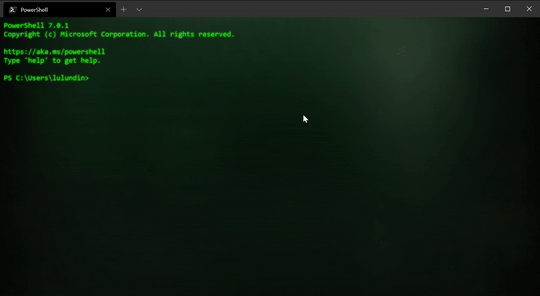 PowerShell
PowerShell 7.0.1
Copyright (c) Microsoft Corporation. All rights reserved.
https://aka.ms/powershell
Type 'help' to get help.
PS C:\Users\lulundin>